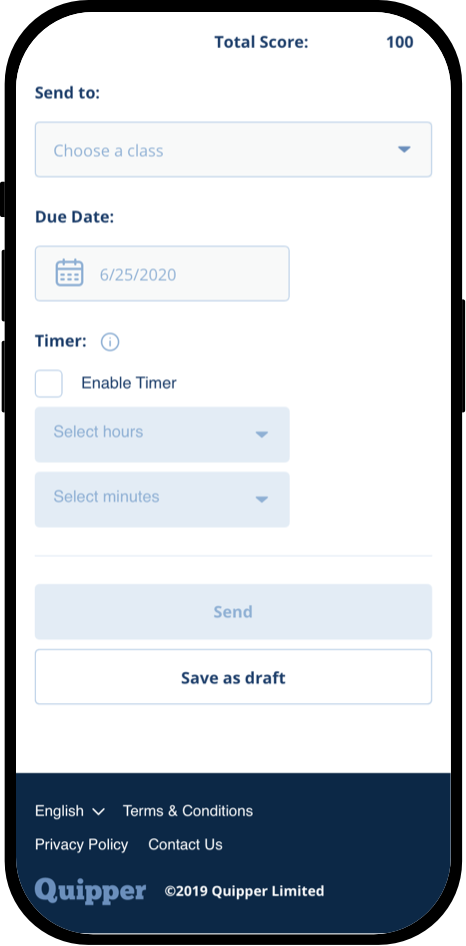 Total Score: 100
Send to:
Choose a class
Due Date:
6/25/2020
Timer:
Enable Timer
Select hours
Select minutes
Send
Save as draft
English Terms & Conditions
Privacy Policy Contact Us
Quipper ©2019 Quipper Limited